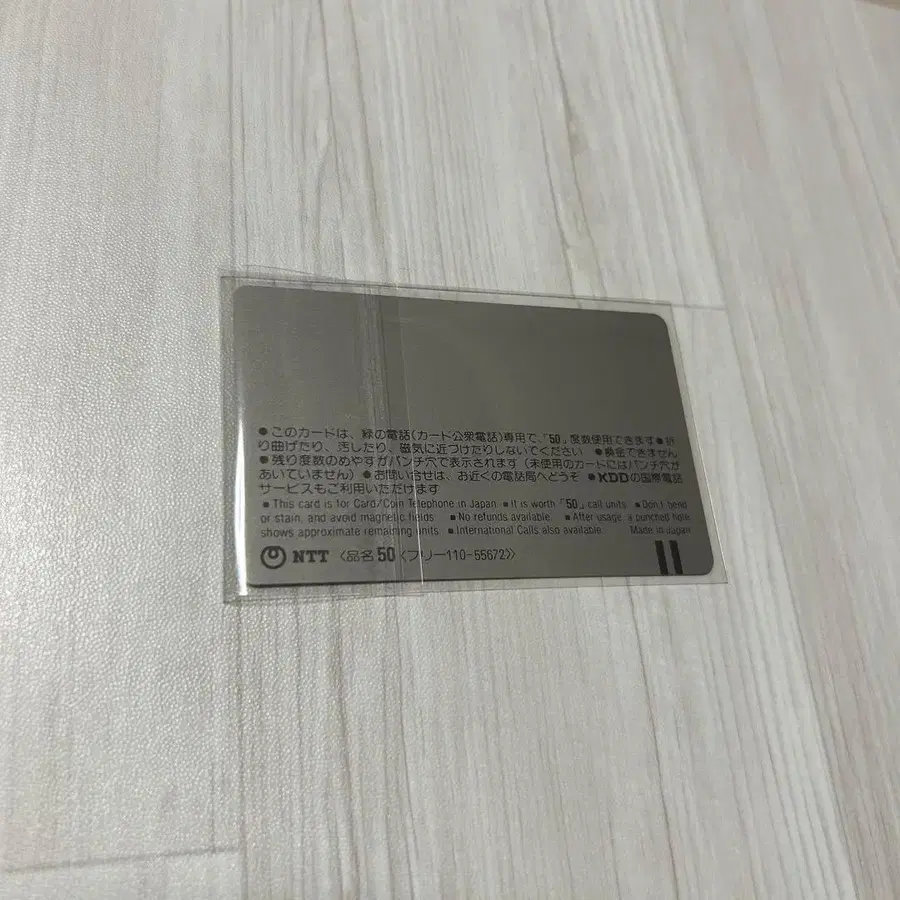 ●このカードは、緑の電話(カード公衆電話)専用で、「50」度数使用できます●折
り曲げたり、汚したり、磁気に近づけたりしないでください ●換金できません
●残り度数のめやすがパンチ穴で表示されます(未使用のカードにはパンチ穴が
あいていません)●お問い合せは、お近くの電話局へどうぞ ●KDDの国際電話
サービスもご利用いただけます
■This card is for Card/Coin Telephone in Japan ■It is worth「50」call units ■Don't bend
or stain, and avoid magnetic fields ■No refunds available ■After usage, a punched hole
shows approximate remaining units ■International Calls also available. Made in Japan
NTT 〈品名50〈フリー110-55672〉〉